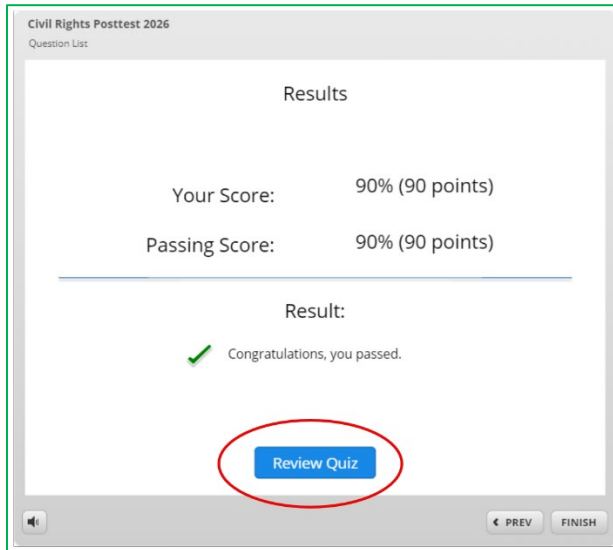 Civil Rights Posttest 2026
Question List
Results
Your Score: 90% (90 points)
Passing Score: 90% (90 points)
Result:
Congratulations, you passed.
Review Quiz
PREV FINISH